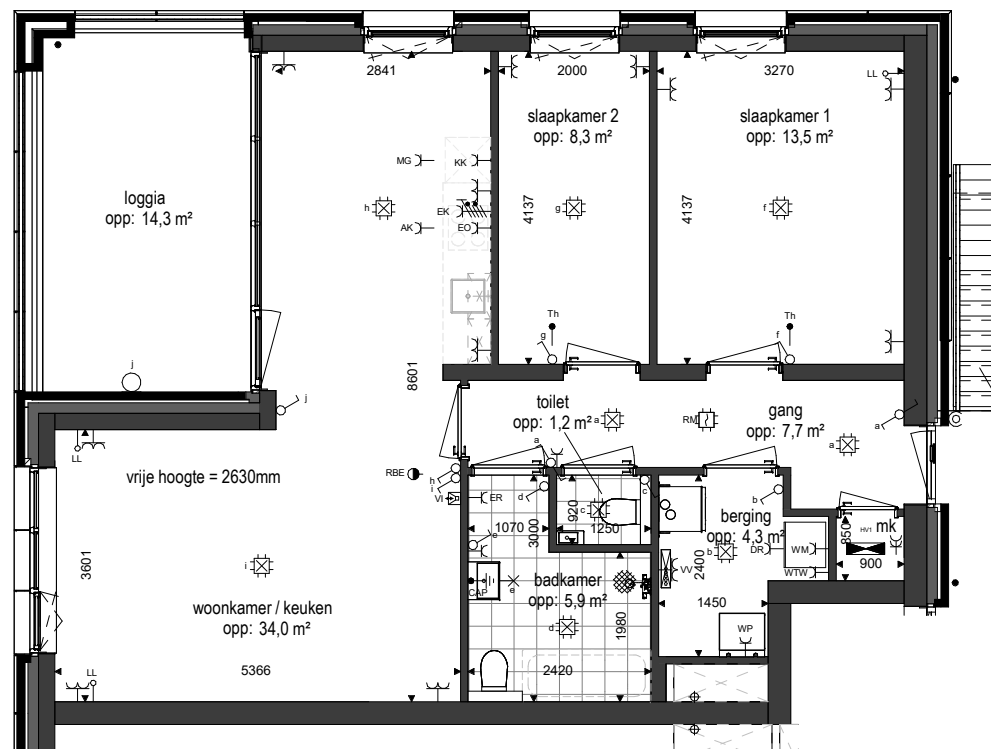 2841
2000
3270
LL
slaapkamer 2
opp: 8,3 m²
slaapkamer 1
opp: 13,5 m²
MG
KK
loggia
opp: 14,3 m²
h
EK
g
f
4137
4137
AK
EO
Th
g
Th
f
j
8601
j
toilet
opp: 1,2 m²
a
RM
gang
opp: 7,7 m²
a
a
a
LL
vrije hoogte = 2630mm
RBE
h
i
VI
ER
d
c
b
1070
3000
920
c
1250
berging
opp: 4,3 m²
850
HV1
mk
e
2400
b
DR
WM
900
3601
i
VV
WTW
CAP
e
badkamer
opp: 5,9 m²
woonkamer / keuken
opp: 34,0 m²
d
1980
1450
WP
LL
5366
2420